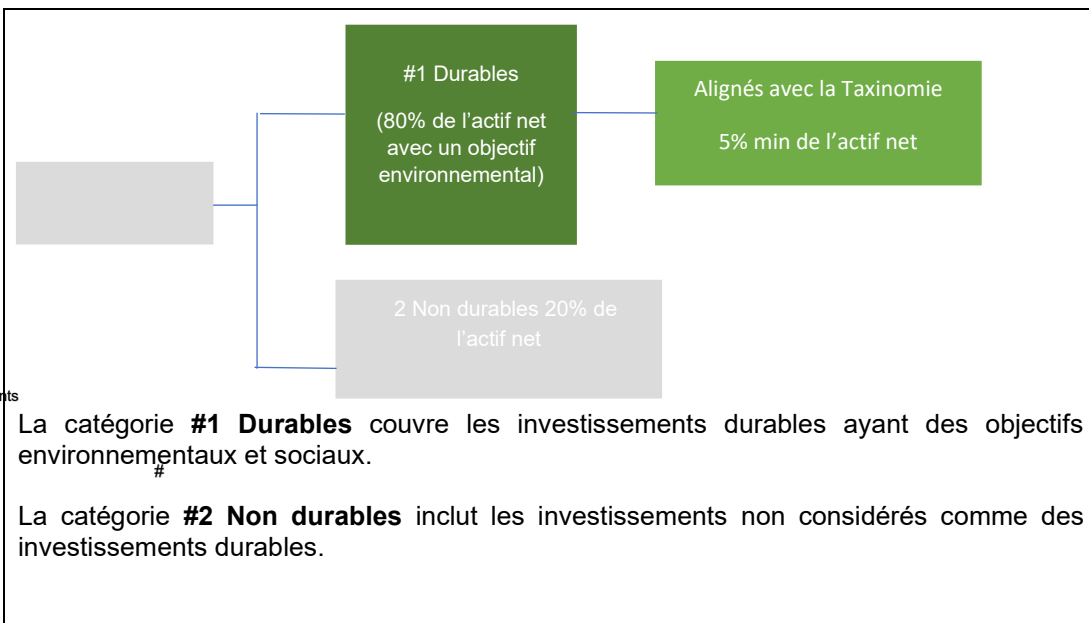 #1 Durables
(80% de l'actif net
avec un objectif
environnemental)
Alignés avec la Taxinomie
5% min de l'actif net
2 Non durables 20% de
l'actif net
nts
La catégorie #1 Durables couvre les investissements durables ayant des objectifs
environnementaux et sociaux.
#
La catégorie #2 Non durables inclut les investissements non considérés comme des
investissements durables.